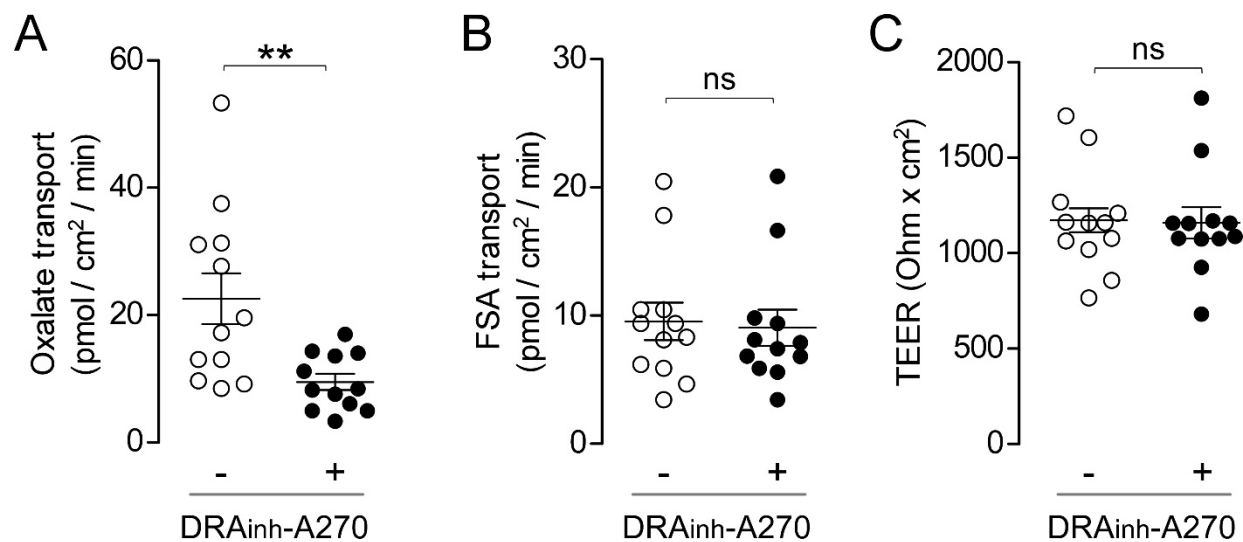 A
Oxalate transport
(pmol / cm² / min)
60
40
20
0
**
- +
DRAinh-A270
B
FSA transport
(pmol / cm² / min)
30
20
10
0
ns
- +
DRAinh-A270
C
TEER (Ohm x cm²)
2000
1500
1000
500
0
ns
- +
DRAinh-A270